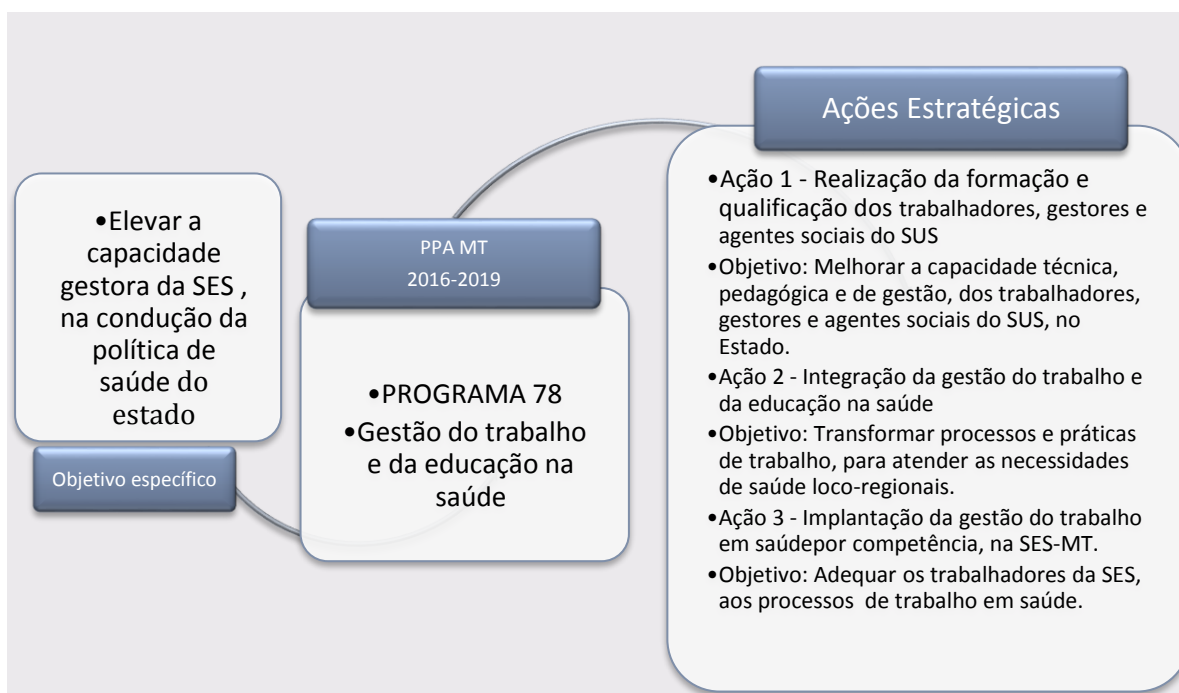 •Elevar a
capacidade
gestora da SES ,
na condução da
política de
saúde do
estado
Objetivo específico
PPA MT
2016-2019
•PROGRAMA 78
•Gestão do trabalho
e da educação na
saúde
Ações Estratégicas
•Ação 1 - Realização da formação e
qualificação dos trabalhadores, gestores e
agentes sociais do SUS
•Objetivo: Melhorar a capacidade técnica,
pedagógica e de gestão, dos trabalhadores,
gestores e agentes sociais do SUS, no
Estado.
•Ação 2 - Integração da gestão do trabalho e
da educação na saúde
•Objetivo: Transformar processos e práticas
de trabalho, para atender as necessidades
de saúde loco-regionais.
•Ação 3 - Implantação da gestão do trabalho
em saúdepor competência, na SES-MT.
•Objetivo: Adequar os trabalhadores da SES,
aos processos de trabalho em saúde.